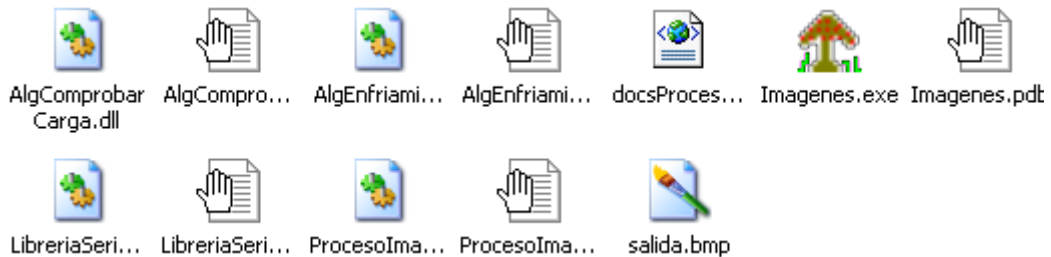 AlgComprobar AlgCompro... AlgEnfriami... AlgEnfriami... docsProces... Imagenes.exe Imagenes.pdb
Carga.dll
LibreriaSeri... LibreriaSeri... ProcesoIma... ProcesoIma... salida.bmp